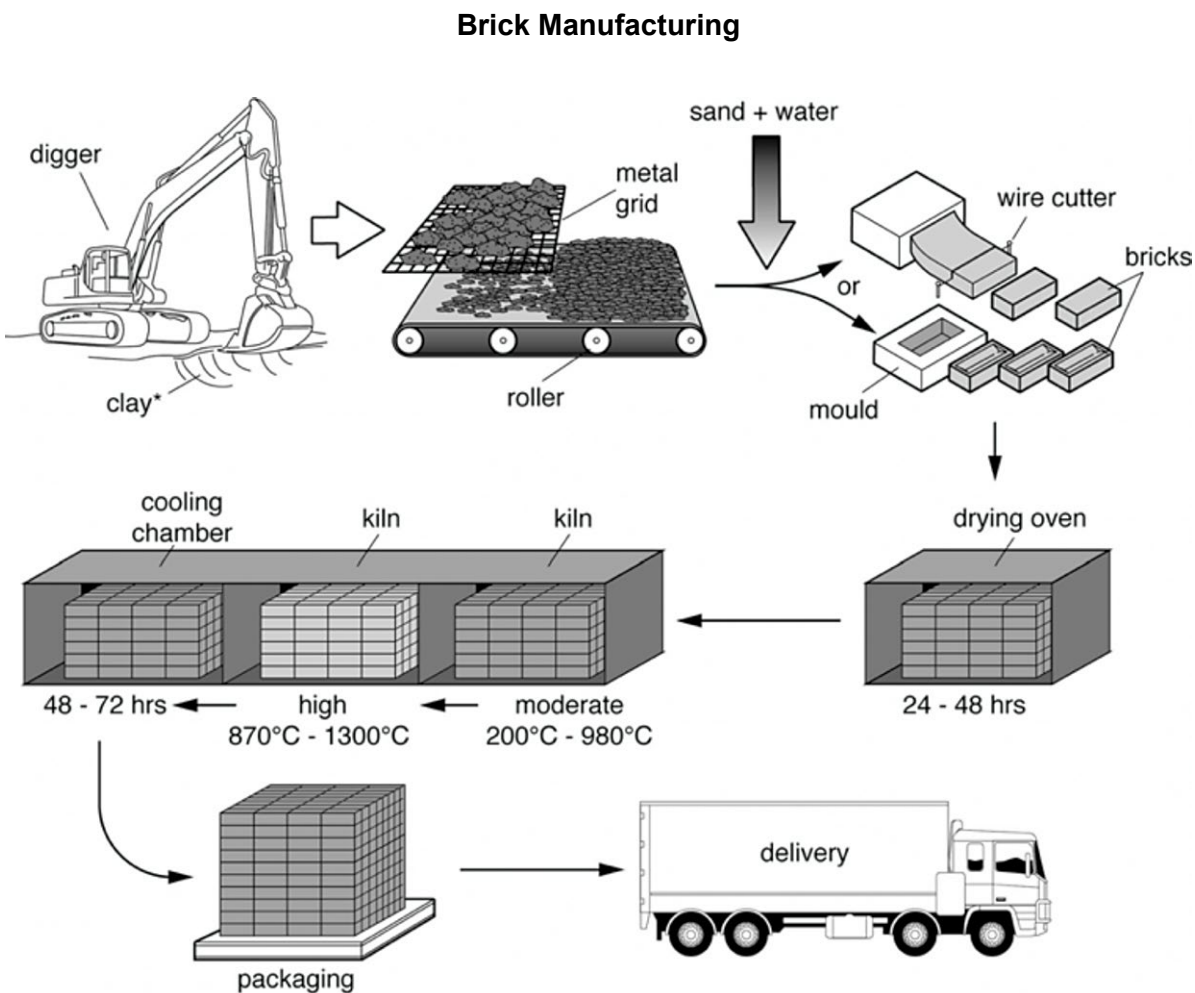 Brick Manufacturing
digger
clay*
metal
grid
roller
sand + water
or
wire cutter
bricks
mould
drying oven
24 - 48 hrs
kiln
moderate
200°C - 980°C
kiln
high
870°C - 1300°C
cooling
chamber
48 - 72 hrs
packaging
delivery